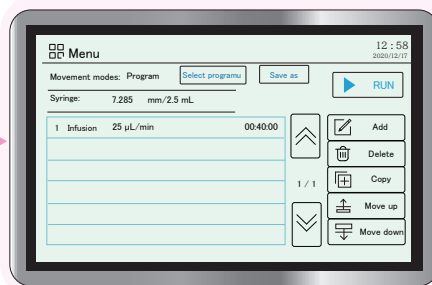 Menu
12 : 58
2020/12/17
Movement modes: Program
Select programu
Save as
RUN
Syringe: 7.285 mm/2.5 mL
1 Infusion 25 µL/min 00:40:00
1 / 1
Add
Delete
Copy
Move up
Move down